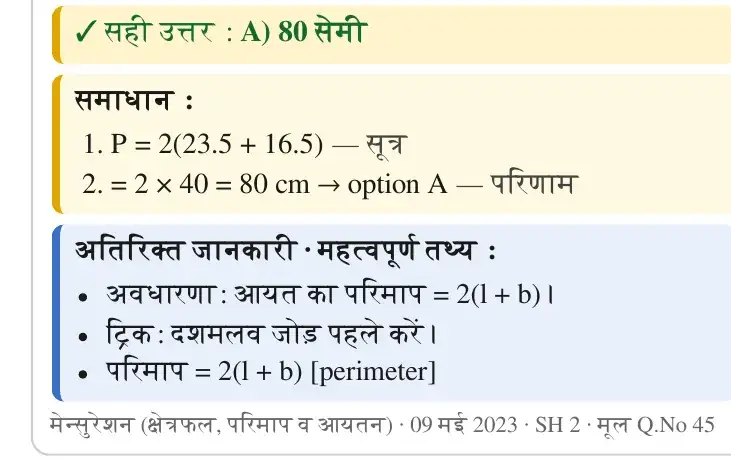 ✓ सही उत्तर : A) 80 सेमी
समाधान :
1. P = 2(23.5 + 16.5) — सूत्र
2. = 2 × 40 = 80 cm → option A — परिणाम
अतिरिक्त जानकारी · महत्वपूर्ण तथ्य :
• अवधारणा : आयत का परिमाप = 2(l + b)।
• ट्रिक : दशमलव जोड़ पहले करें।
• परिमाप = 2(l + b) [perimeter]
मेन्सुरेशन (क्षेत्रफल, परिमाप व आयतन) · 09 मई 2023 · SH 2 · मूल Q.No 45